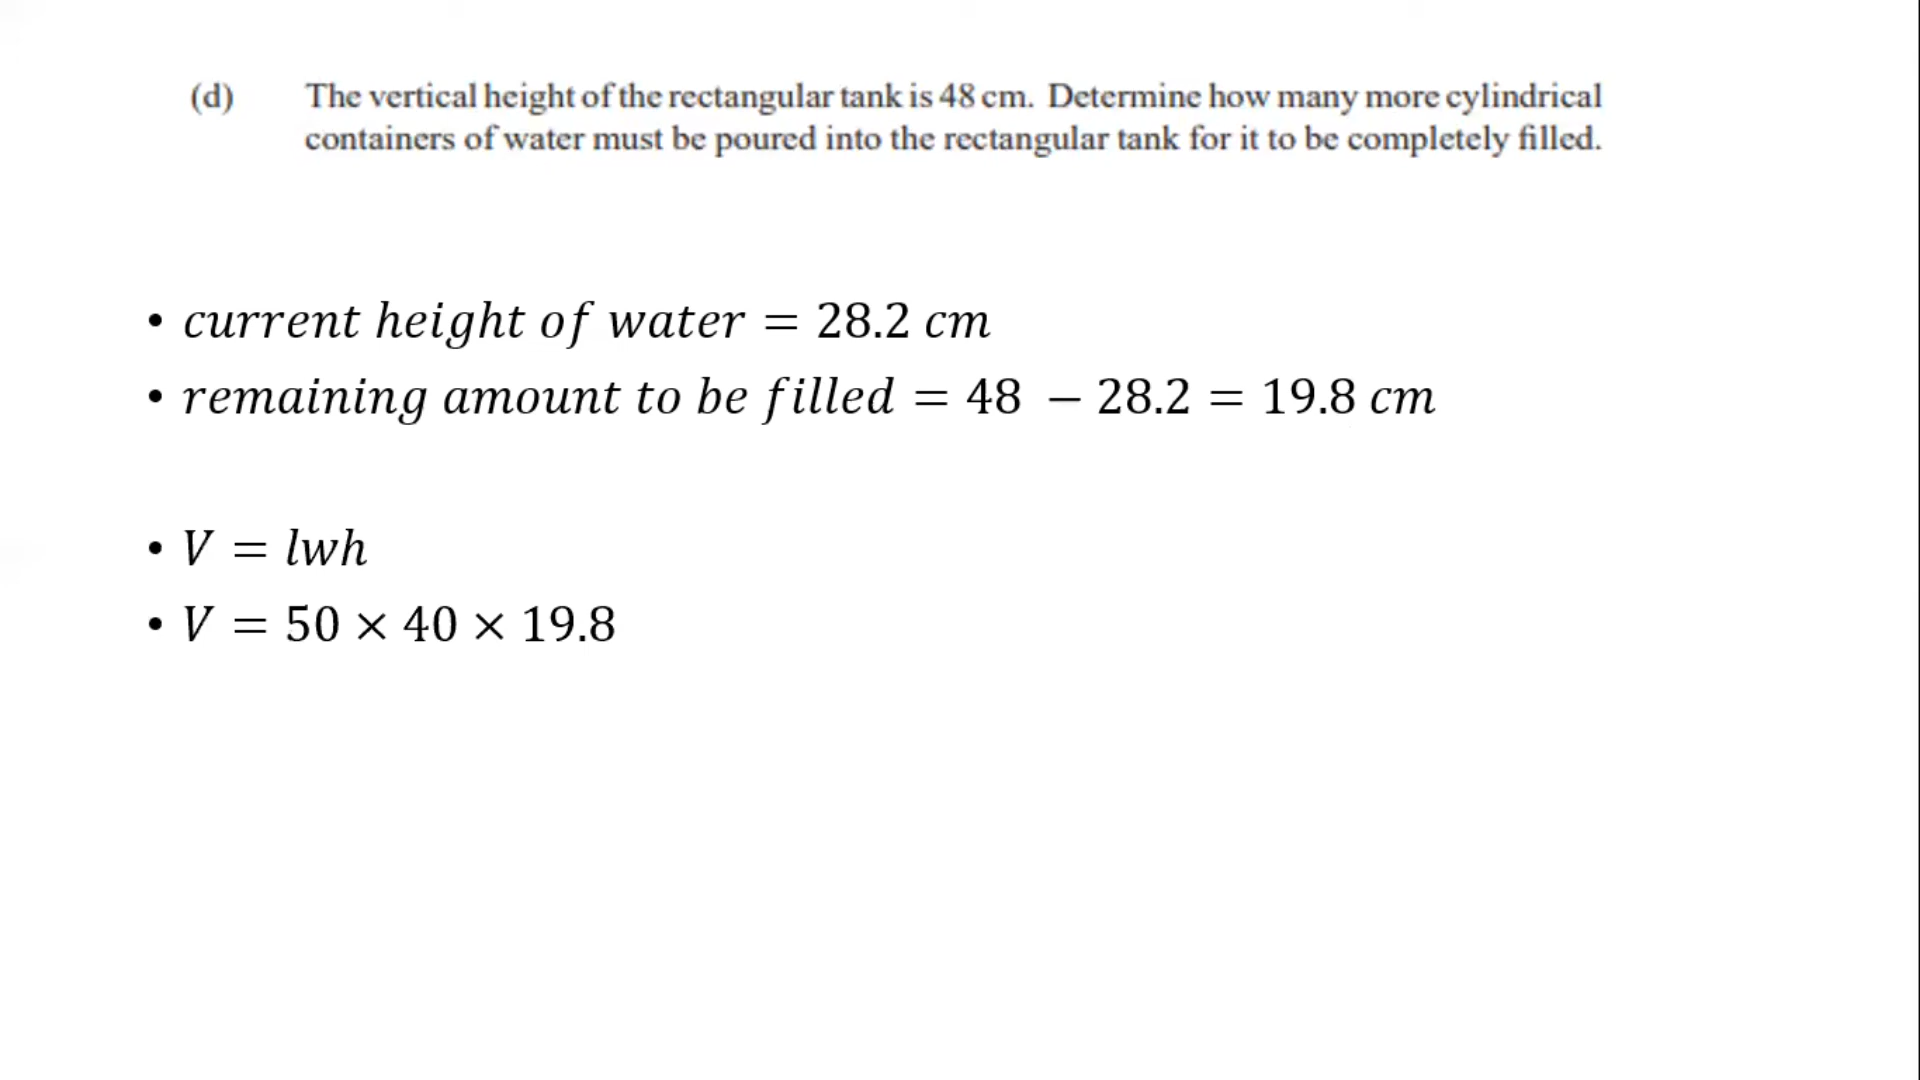 (d) The vertical height of the rectangular tank is 48 cm. Determine how many more cylindrical
containers of water must be poured into the rectangular tank for it to be completely filled.
• current height of water = 28.2 cm
• remaining amount to be filled = 48 − 28.2 = 19.8 cm
• V = lwh
• V = 50 × 40 × 19.8